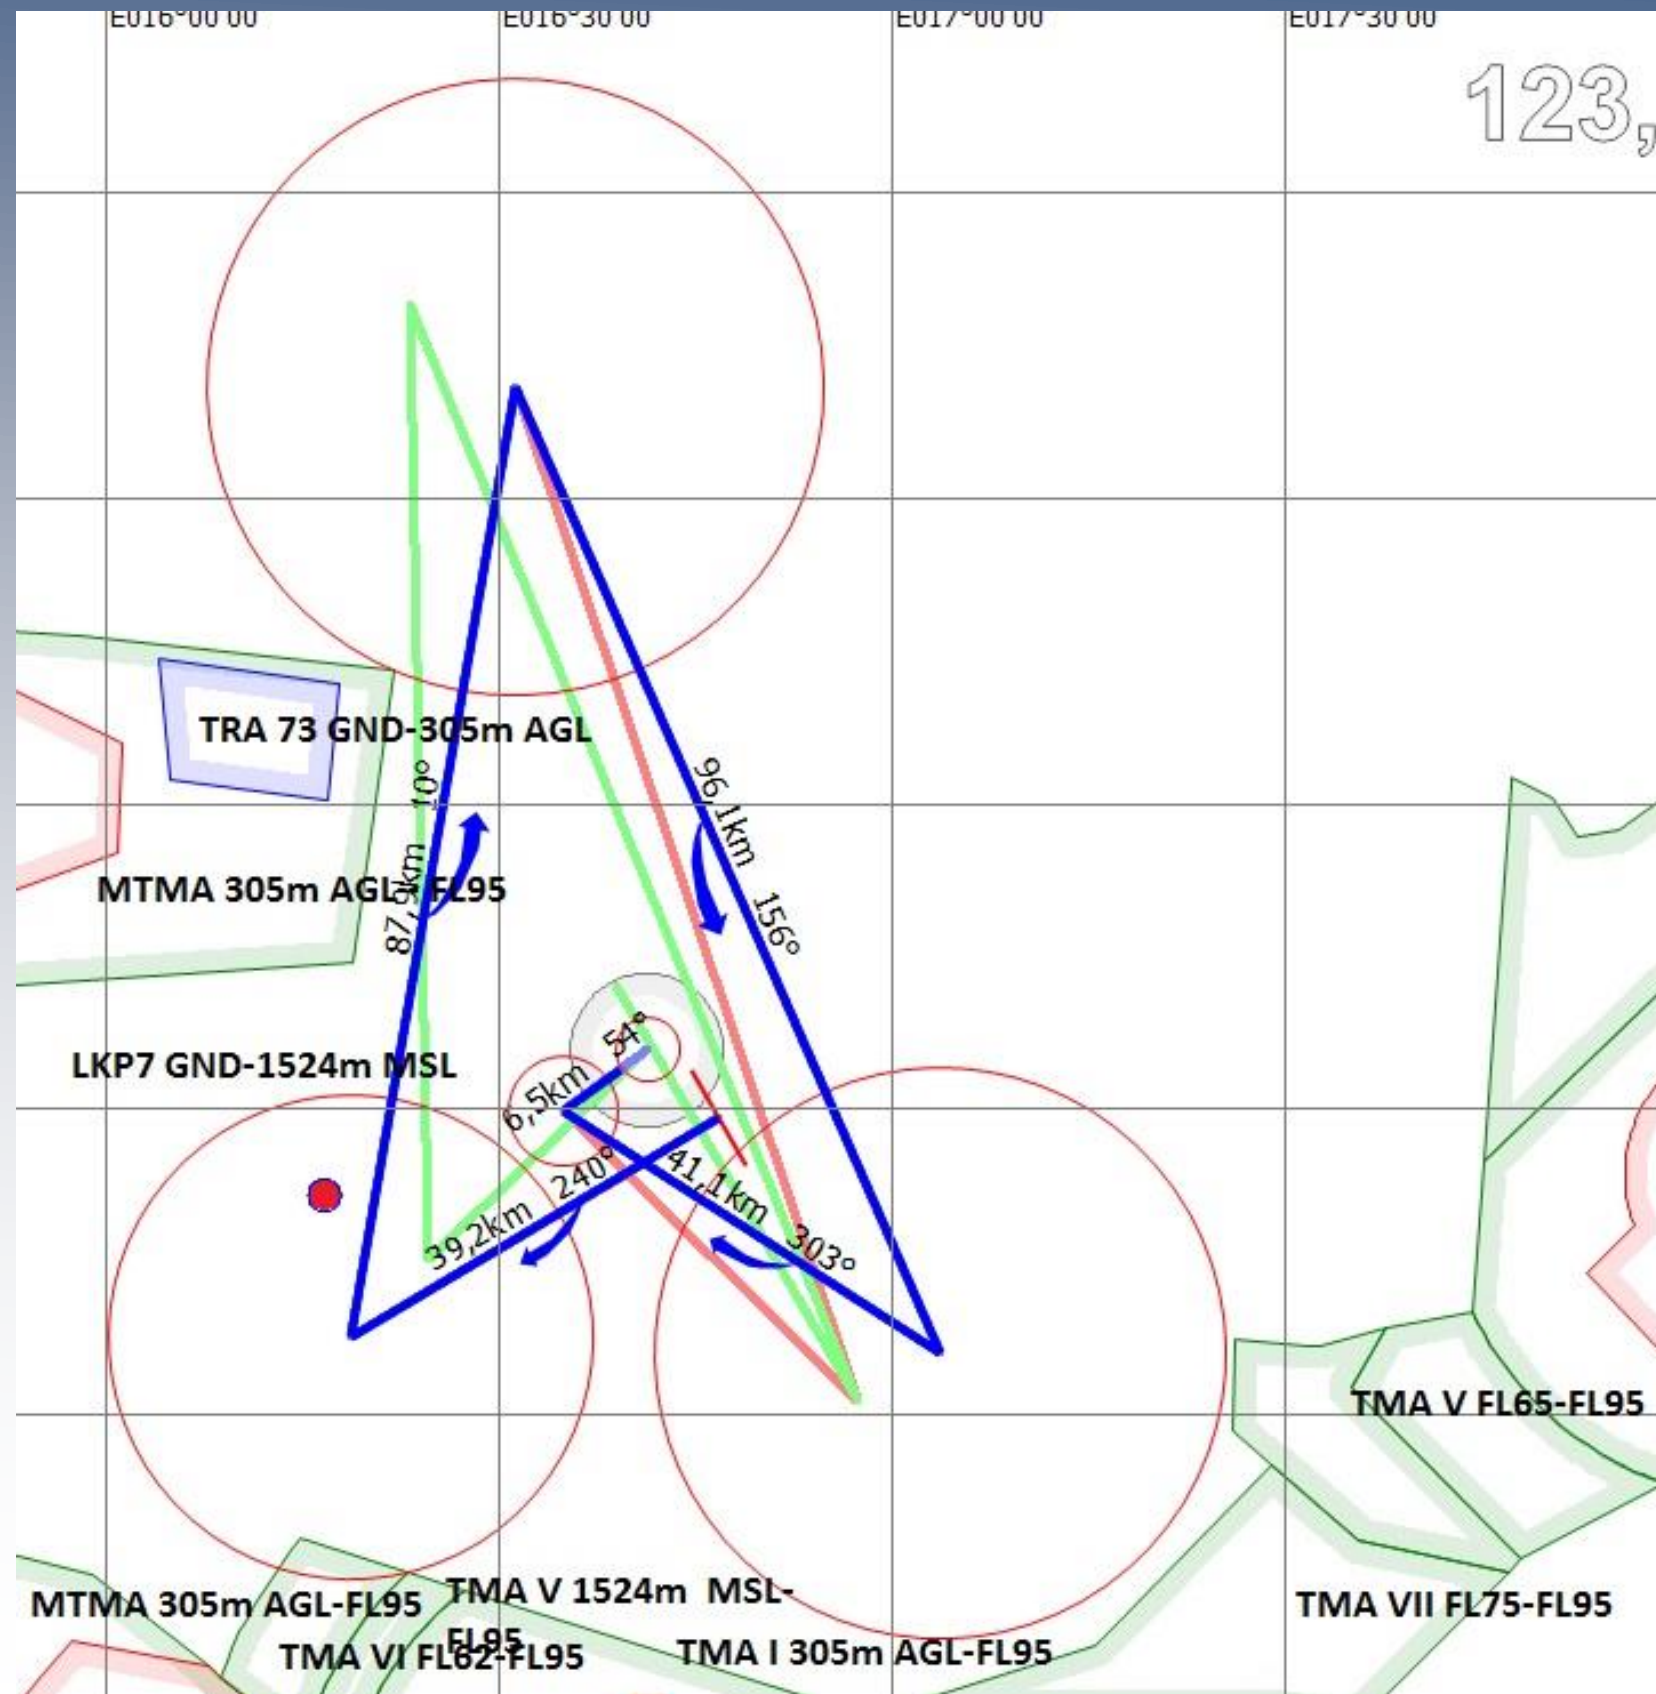 E016°00'00
E016°30'00
E017°00'00
E017°30'00
123,
TRA 73 GND-305m AGL
96,1km 156°
87,9km 10°
MTMA 305m AGL- FL95
54°
LKP7 GND-1524m MSL
6,5km
41,1km 303°
39,2km 240°
TMA V FL65-FL95
TMA V 1524m MSL-
FL95
MTMA 305m AGL-FL95
TMA VII FL75-FL95
TMA VI FL62-FL95
TMA I 305m AGL-FL95